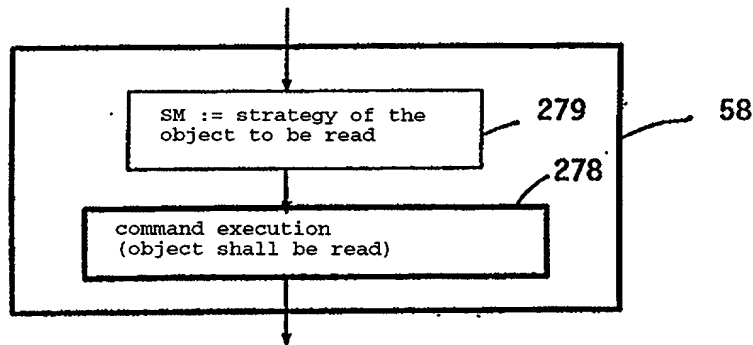 SM := strategy of the
object to be read
279
58
278
command execution
(object shall be read)